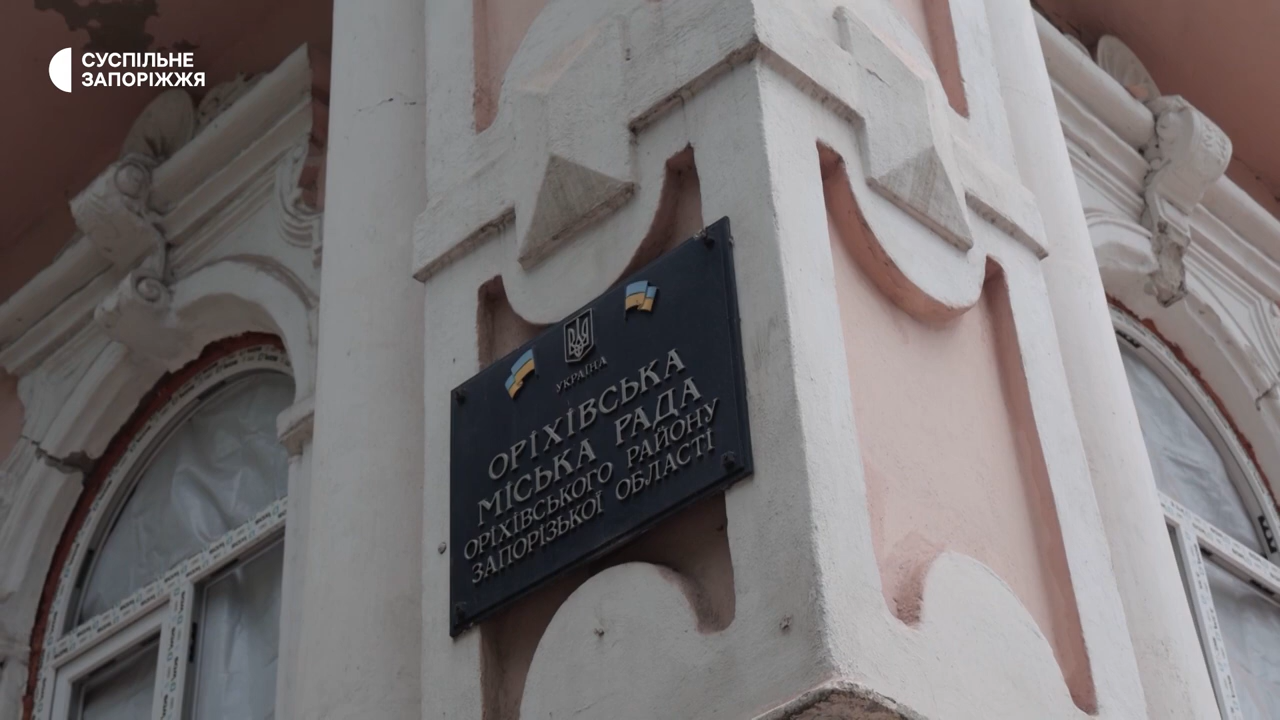 СУСПІЛЬНЕ
ЗАПОРІЖЖЯ
УКРАЇНА
ОРІХІВСЬКА
МІСЬКА РАДА
ОРІХІВСЬКОГО РАЙОНУ
ЗАПОРІЗЬКОЇ ОБЛАСТІ